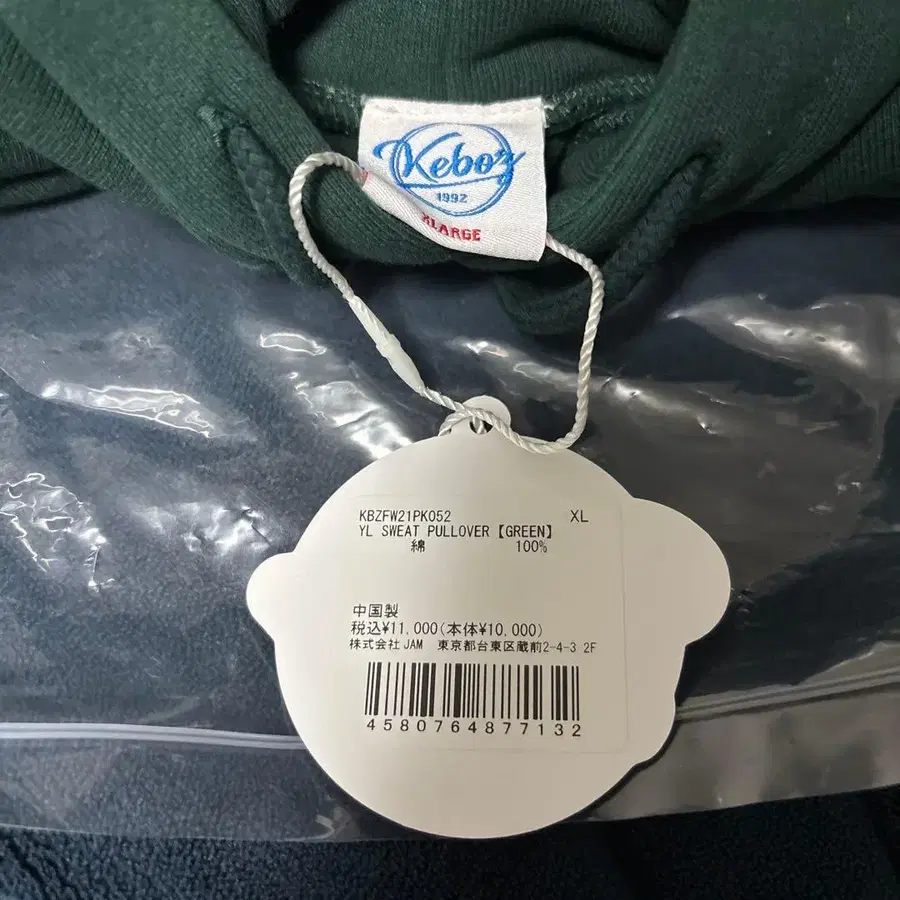 Keboz
1992
XLARGE
KBZFW21PK052 XL
YL SWEAT PULLOVER【GREEN】
綿 100%
中国製
税込¥11,000(本体¥10,000)
株式会社JAM 東京都台東区蔵前2-4-3 2F
4580764877132